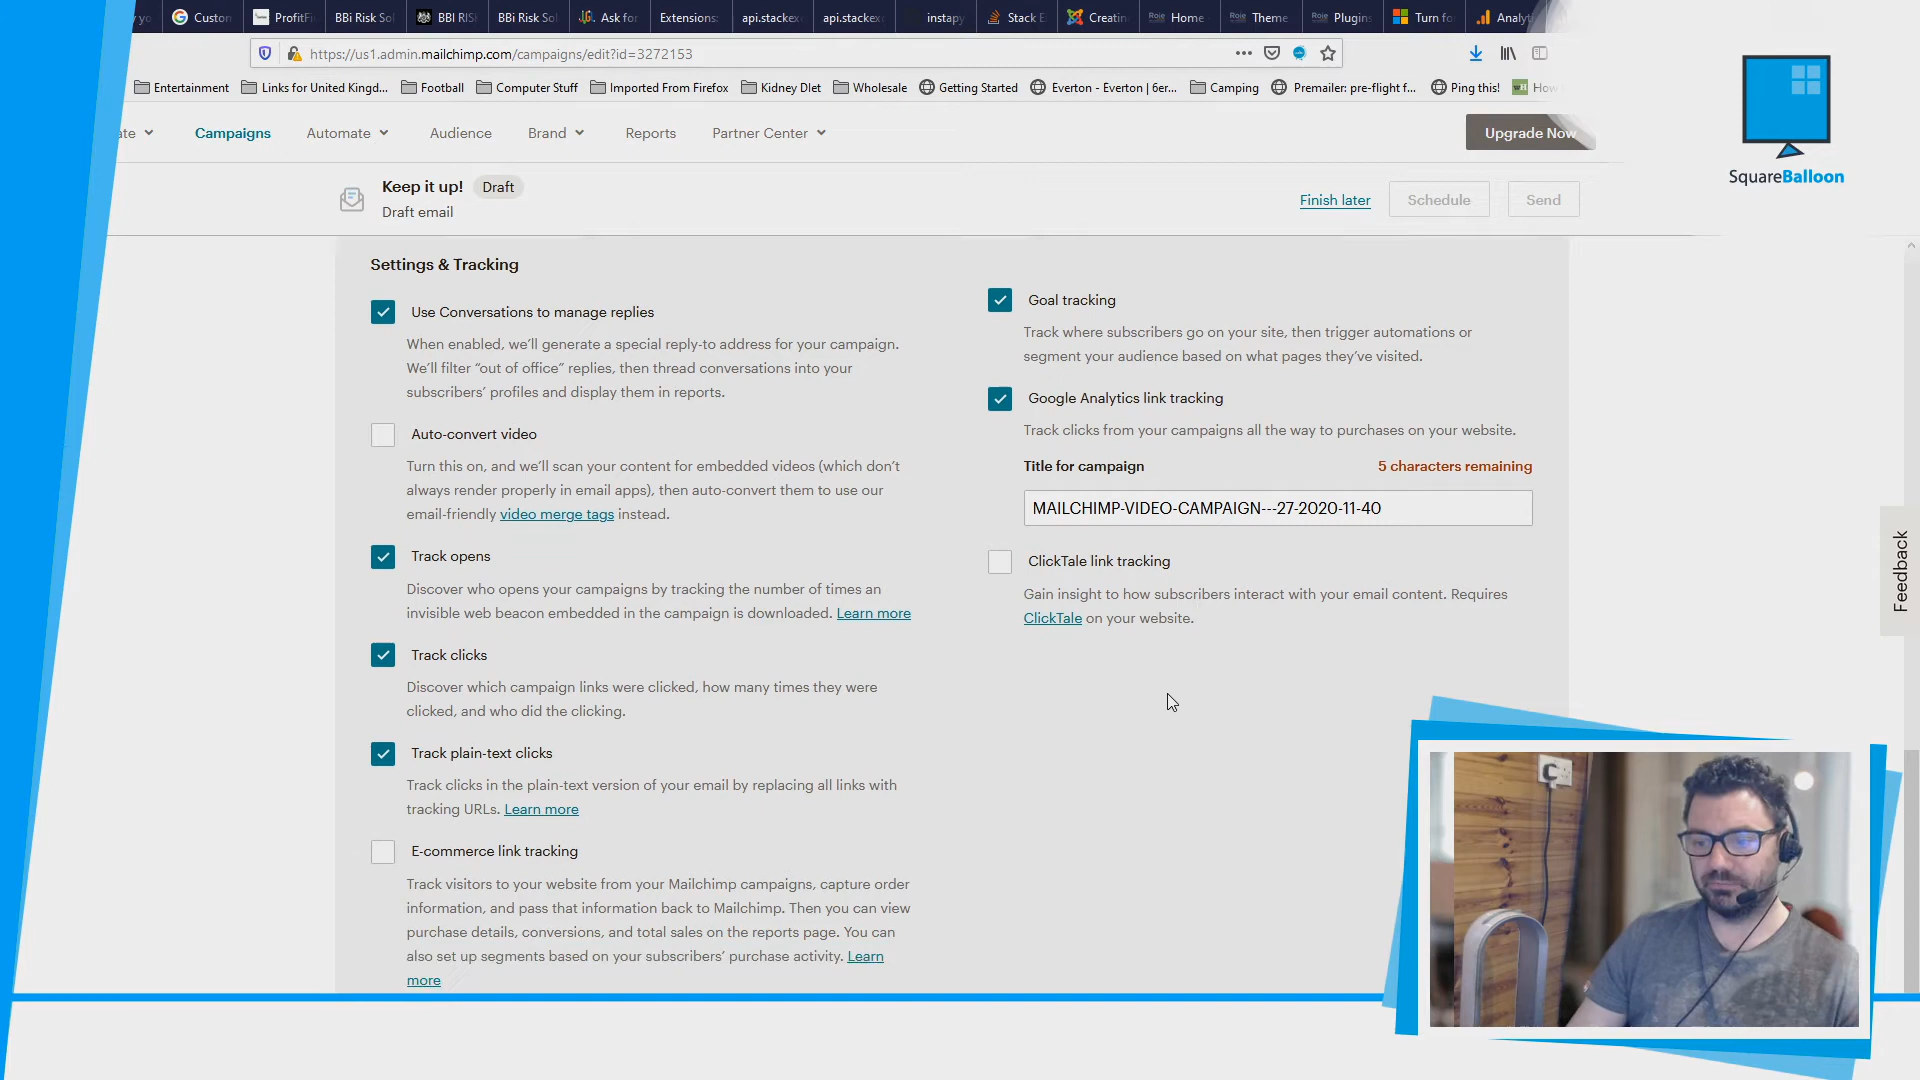 y yo
Custon
ProfitFi
BBi Risk Sol
BBI RIS
BBi Risk Sol
Ask for
Extensions:
api.stackex
api.stackex
instapy
Stack E
Creatin
Home
Theme
Plugins
Turn fo
Analyt
https://us1.admin.mailchimp.com/campaigns/edit?id=3272153
Entertainment
Links for United Kingd...
Football
Computer Stuff
Imported From Firefox
Kidney DIet
Wholesale
Getting Started
Everton - Everton | 6er...
Camping
Premailer: pre-flight f...
Ping this!
How
ate
Campaigns
Automate
Audience
Brand
Reports
Partner Center
Upgrade Now
SquareBalloon
Keep it up!
Draft
Draft email
Finish later
Schedule
Send
Settings & Tracking
Use Conversations to manage replies
When enabled, we’ll generate a special reply-to address for your campaign.
We’ll filter “out of office” replies, then thread conversations into your
subscribers’ profiles and display them in reports.
Auto-convert video
Turn this on, and we’ll scan your content for embedded videos (which don’t
always render properly in email apps), then auto-convert them to use our
email-friendly video merge tags instead.
Track opens
Discover who opens your campaigns by tracking the number of times an
invisible web beacon embedded in the campaign is downloaded. Learn more
Track clicks
Discover which campaign links were clicked, how many times they were
clicked, and who did the clicking.
Track plain-text clicks
Track clicks in the plain-text version of your email by replacing all links with
tracking URLs. Learn more
E-commerce link tracking
Track visitors to your website from your Mailchimp campaigns, capture order
information, and pass that information back to Mailchimp. Then you can view
purchase details, conversions, and total sales on the reports page. You can
also set up segments based on your subscribers’ purchase activity. Learn
more
Goal tracking
Track where subscribers go on your site, then trigger automations or
segment your audience based on what pages they’ve visited.
Google Analytics link tracking
Track clicks from your campaigns all the way to purchases on your website.
Title for campaign
5 characters remaining
MAILCHIMP-VIDEO-CAMPAIGN---27-2020-11-40
ClickTale link tracking
Gain insight to how subscribers interact with your email content. Requires
ClickTale on your website.
Feedback